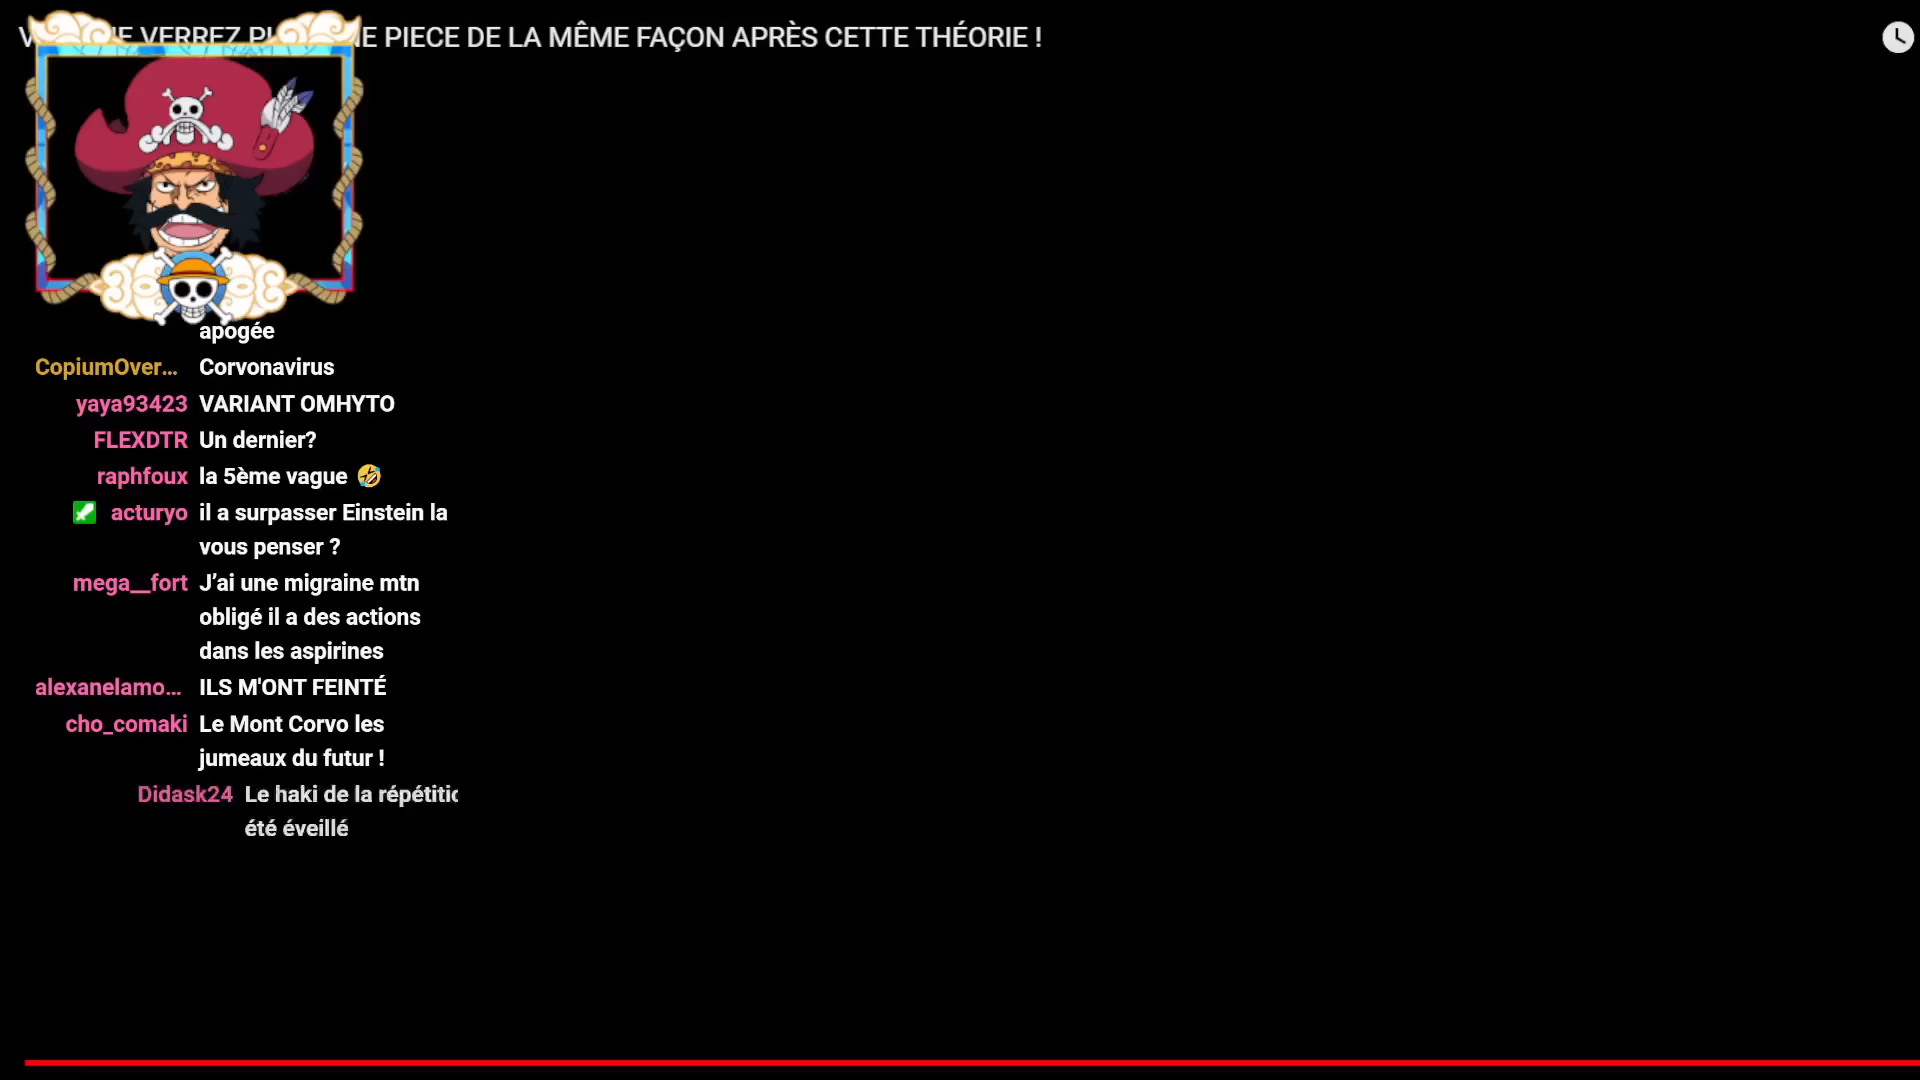 VERREZ PIECE DE LA MÊME FAÇON APRÈS CETTE THÉORIE !
apogée
CopiumOver... Corvonavirus
yaya93423 VARIANT OMHYTO
FLEXDTR Un dernier?
raphfoux la 5ème vague 🤣
acturyo il a surpasser Einstein la
vous penser ?
mega__fort J’ai une migraine mtn
obligé il a des actions
dans les aspirines
alexanelamo... ILS M'ONT FEINTÉ
cho_comaki Le Mont Corvo les
jumeaux du futur !
Didask24 Le haki de la
été éveillé